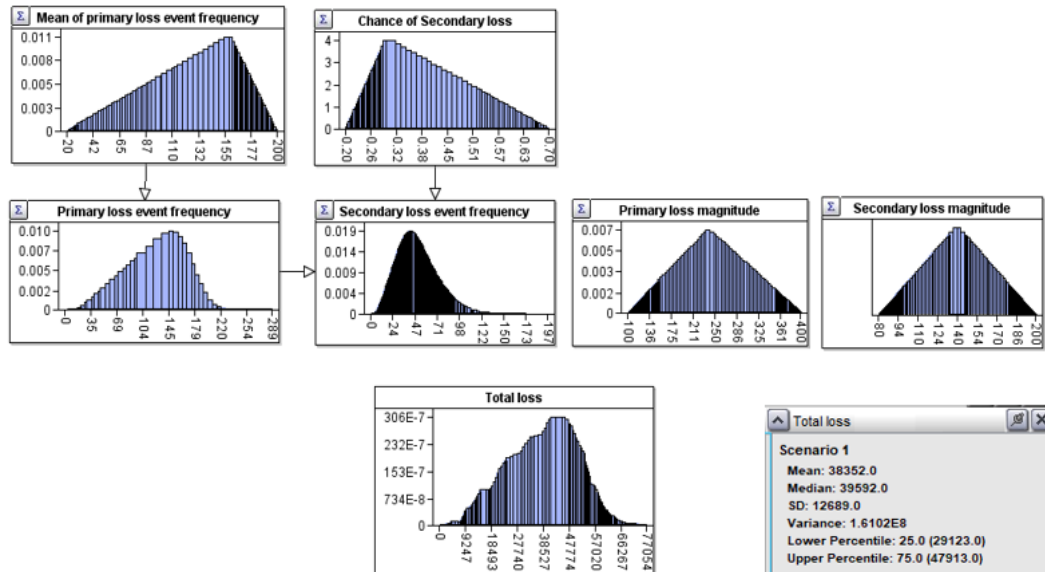 Σ Mean of primary loss event frequency
0.011
0.008
0.005
0.003
0
20 42 65 87 110 132 155 177 200
Σ Chance of Secondary loss
4
3
2
1
0
0.20 0.26 0.32 0.38 0.45 0.51 0.57 0.63 0.70
Σ Primary loss event frequency
0.010
0.007
0.005
0.002
0.0
0 35 69 104 145 179 220 254 289
Σ Secondary loss event frequency
0.019
0.014
0.009
0.004
0.0
0 24 47 71 98 122 150 173 197
Σ Primary loss magnitude
0.007
0.005
0.003
0.002
0.0
100 136 175 211 250 286 325 361 400
Σ Secondary loss magnitude
80 94 110 124 140 154 170 186 200
Total loss
306E-7
232E-7
153E-7
734E-8
0
0 9247 18493 27740 38527 47774 57020 66267 77054
Total loss
Scenario 1
Mean: 38352.0
Median: 39592.0
SD: 12689.0
Variance: 1.6102E8
Lower Percentile: 25.0 (29123.0)
Upper Percentile: 75.0 (47913.0)